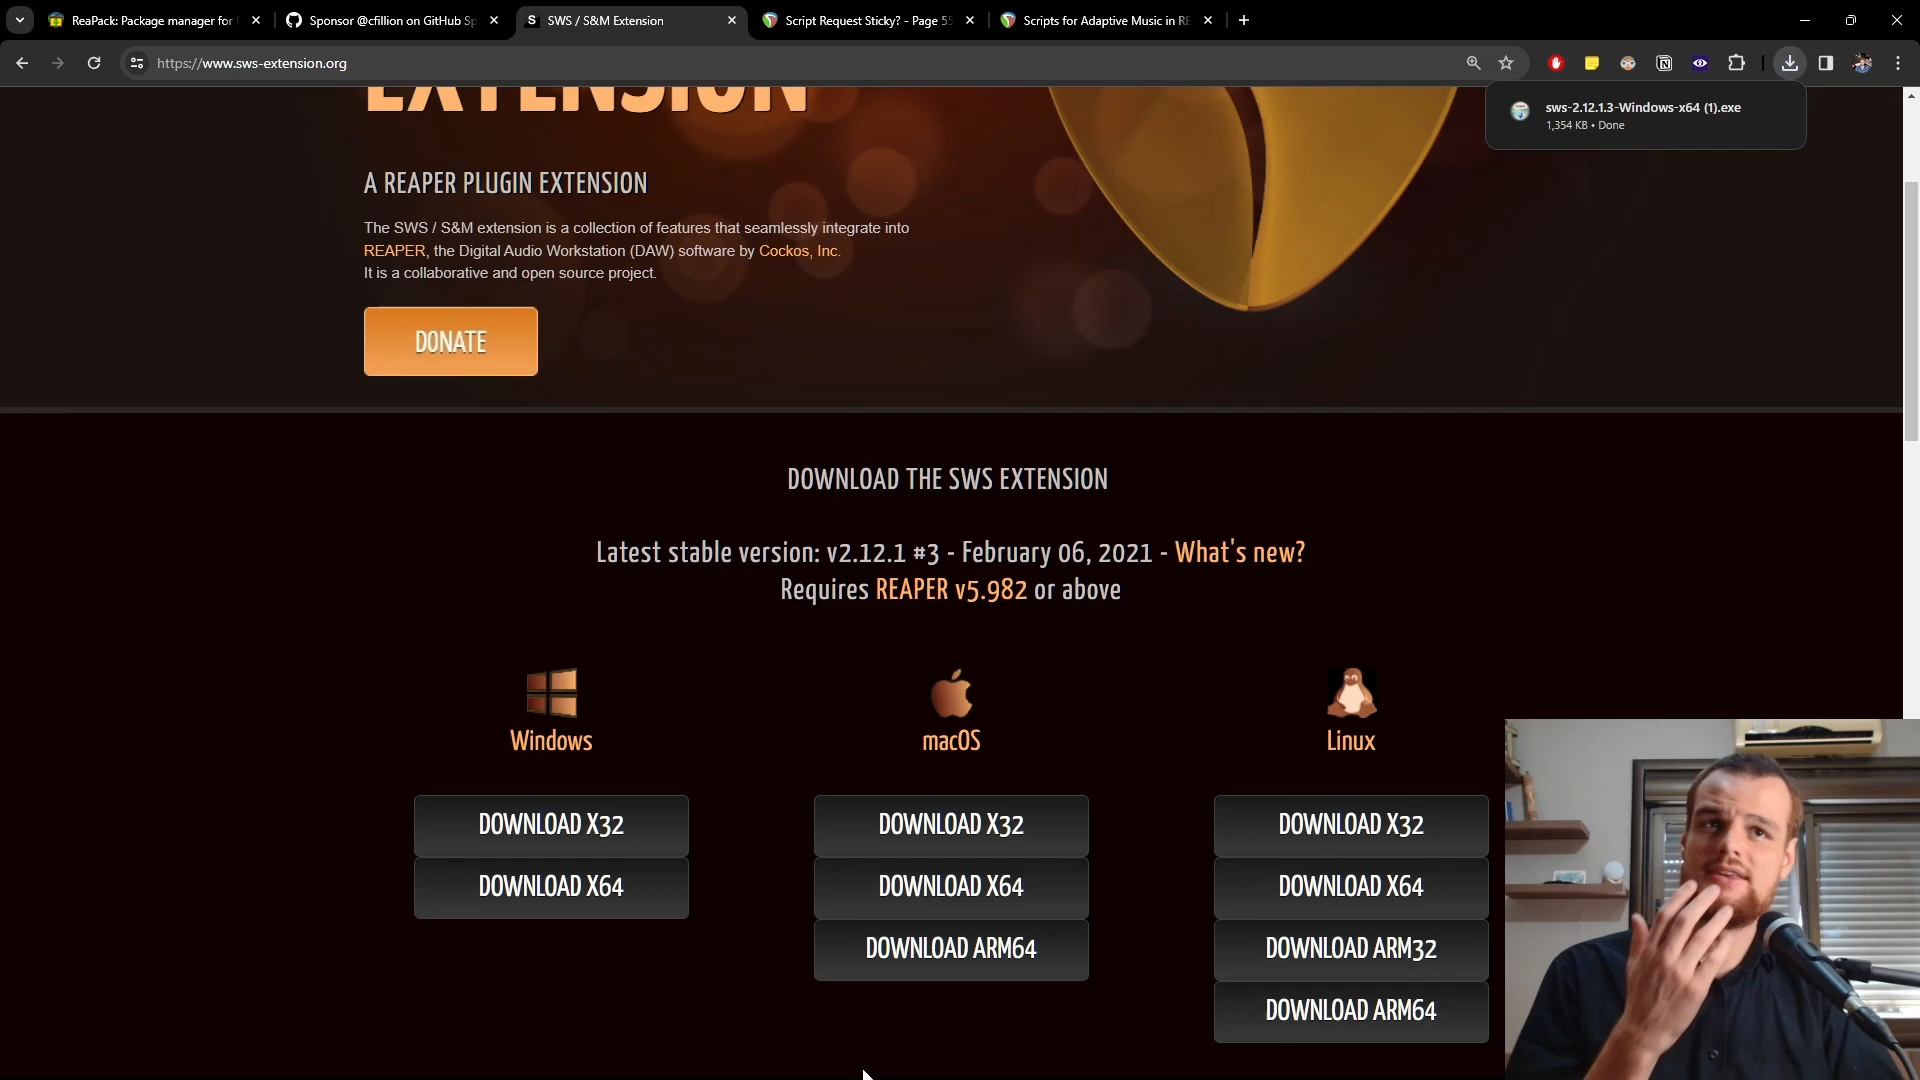 ReaPack: Package manager for
Sponsor @cfillion on GitHub Sp
SWS / S&M Extension
Script Request Sticky? - Page 55
Scripts for Adaptive Music in RE
https://www.sws-extension.org
sws-2.12.1.3-Windows-x64 (1).exe
1,354 KB • Done
EXTENSION
A REAPER PLUGIN EXTENSION
The SWS / S&M extension is a collection of features that seamlessly integrate into
REAPER, the Digital Audio Workstation (DAW) software by Cockos, Inc.
It is a collaborative and open source project.
DONATE
DOWNLOAD THE SWS EXTENSION
Latest stable version: v2.12.1 #3 - February 06, 2021 - What's new?
Requires REAPER v5.982 or above
Windows
macOS
Linux
DOWNLOAD X32
DOWNLOAD X32
DOWNLOAD X32
DOWNLOAD X64
DOWNLOAD X64
DOWNLOAD X64
DOWNLOAD ARM64
DOWNLOAD ARM32
DOWNLOAD ARM64